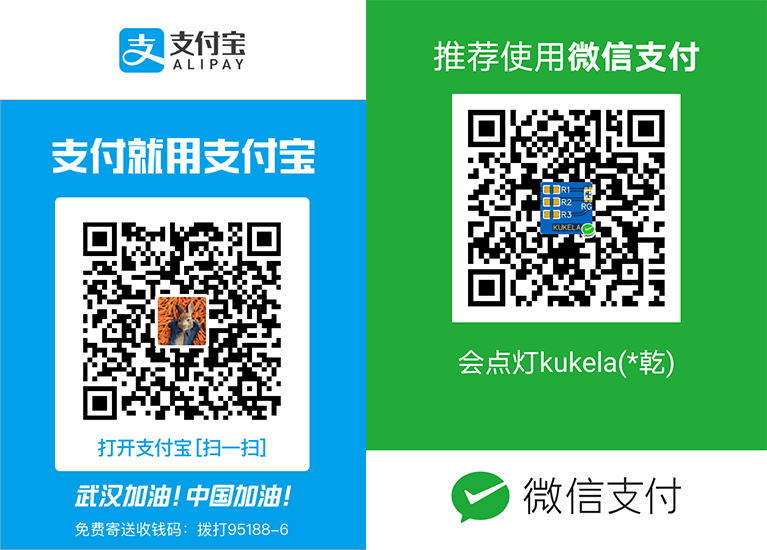 支付宝
ALIPAY
支付就用支付宝
打开支付宝[扫一扫]
武汉加油！中国加油！
免费寄送收钱码：拨打95188-6
推荐使用微信支付
R1
R2
RG
R3
KUKELA
会点灯kukela(*乾)
微信支付